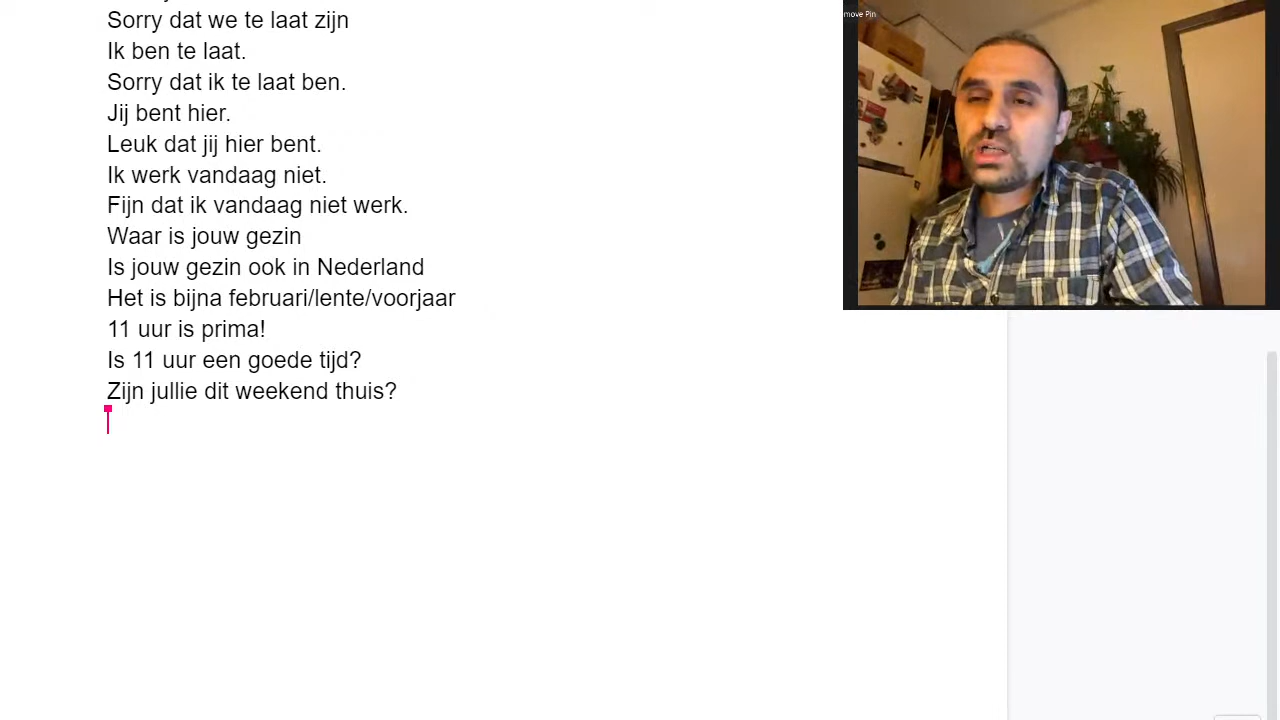 move Pin
Sorry dat we te laat zijn
Ik ben te laat.
Sorry dat ik te laat ben.
Jij bent hier.
Leuk dat jij hier bent.
Ik werk vandaag niet.
Fijn dat ik vandaag niet werk.
Waar is jouw gezin
Is jouw gezin ook in Nederland
Het is bijna februari/lente/voorjaar
11 uur is prima!
Is 11 uur een goede tijd?
Zijn jullie dit weekend thuis?